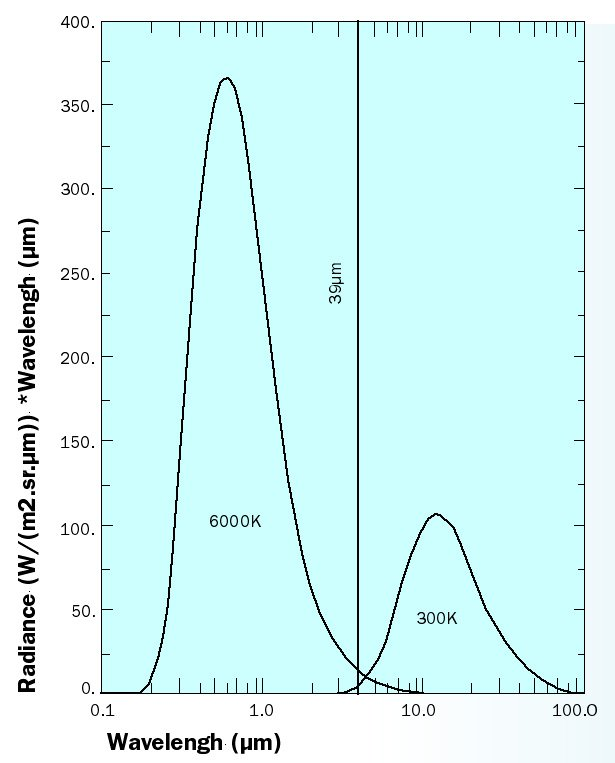 400.
350.
300.
250.
200.
150.
100.
50.
0.
Radiance (W/(m2.sr.µm)) *Wavelengh (µm)
39µm
6000K
300K
0.1 1.0 10.0 100.0
Wavelengh (µm)